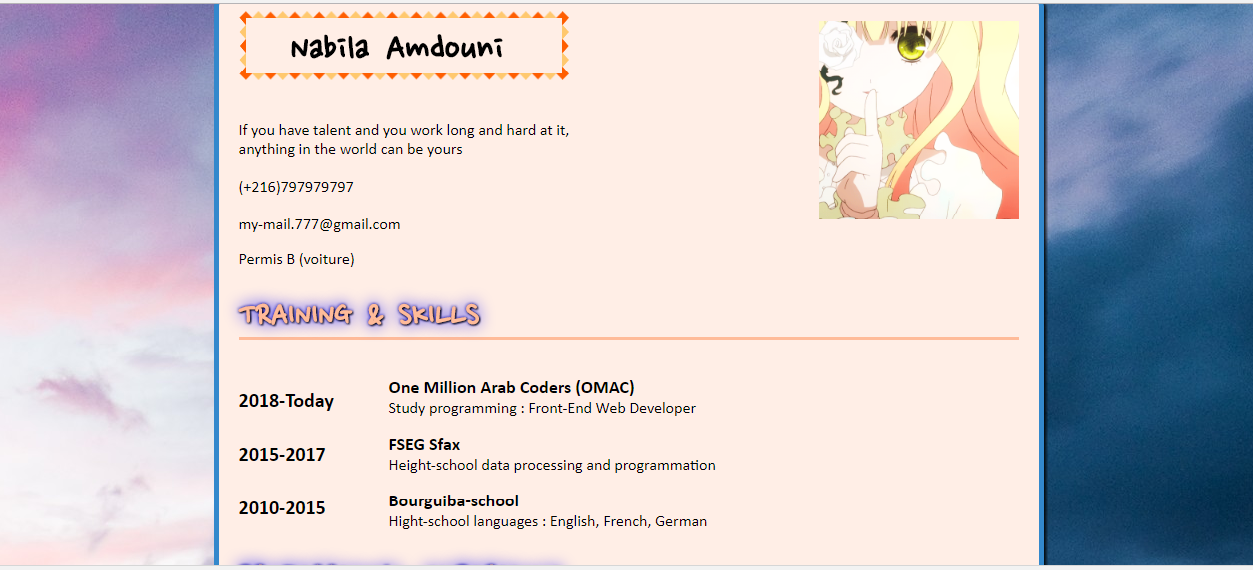 Nabila Amdouni
If you have talent and you work long and hard at it,
anything in the world can be yours
(+216)797979797
my-mail.777@gmail.com
Permis B (voiture)
TRAINING & SKILLS
2018-Today
One Million Arab Coders (OMAC)
Study programming : Front-End Web Developer
2015-2017
FSEG Sfax
Height-school data processing and programmation
2010-2015
Bourguiba-school
Hight-school languages : English, French, German